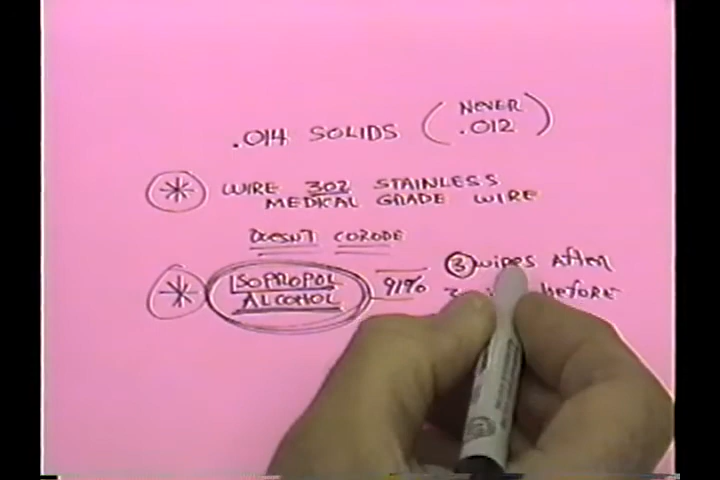 .014 SOLIDS ( NEVER
.012 )
* WIRE 302 STAINLESS
MEDICAL GRADE WIRE
DOESN'T CORODE
* ISOPROPOL
ALCOHOL
91%
3 wipes After
3 before